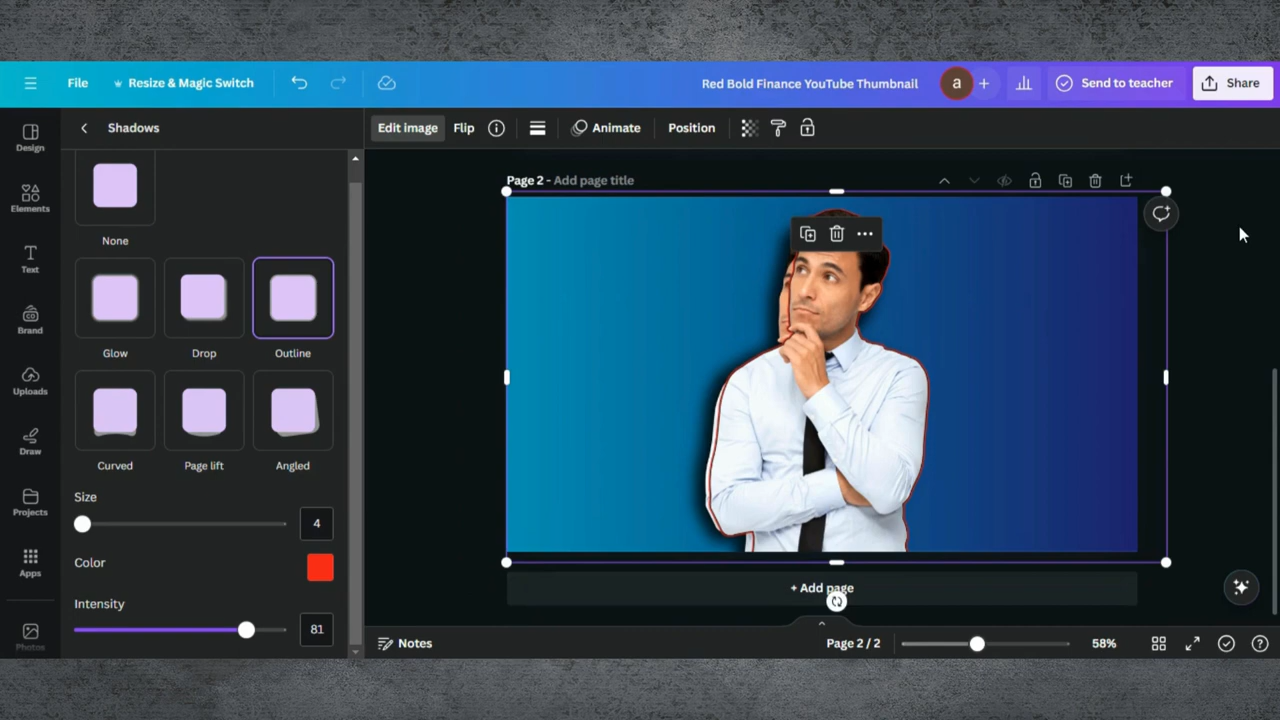 File
Resize & Magic Switch
Red Bold Finance YouTube Thumbnail
a
Send to teacher
Share
Design
Elements
Text
Brand
Uploads
Draw
Projects
Apps
Photos
Shadows
None
Glow
Drop
Outline
Curved
Page lift
Angled
Size
4
Color
Intensity
81
Edit image
Flip
Animate
Position
Page 2 - Add page title
+ Add page
Notes
Page 2 / 2
58%